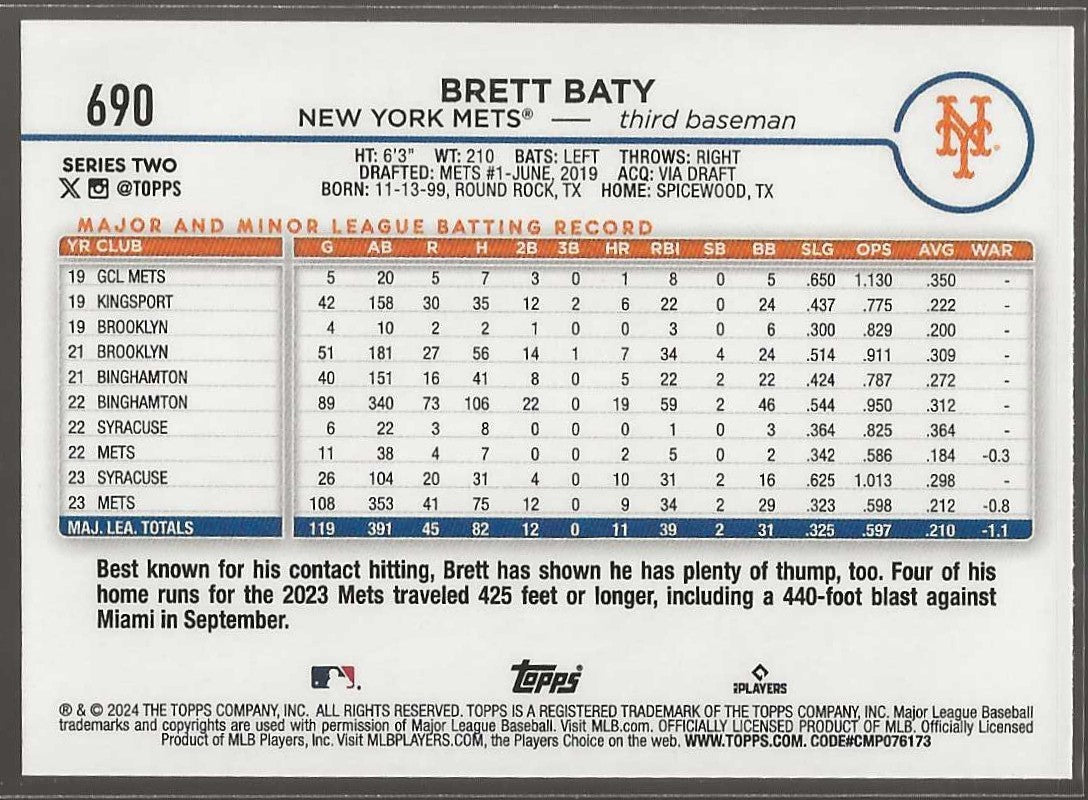 690
BRETT BATY
NEW YORK METS® — third baseman
NY
SERIES TWO
@TOPPS
HT: 6'3" WT: 210 BATS: LEFT THROWS: RIGHT
DRAFTED: METS #1-JUNE, 2019 ACQ: VIA DRAFT
BORN: 11-13-99, ROUND ROCK, TX HOME: SPICEWOOD, TX
MAJOR AND MINOR LEAGUE BATTING RECORD
YR CLUB G AB R H 2B 3B HR RBI SB BB SLG OPS AVG WAR
19 GCL METS 5 20 5 7 3 0 1 8 0 5 .650 1.130 .350 -
19 KINGSPORT 42 158 30 35 12 2 6 22 0 24 .437 .775 .222 -
19 BROOKLYN 4 10 2 2 1 0 0 3 0 6 .300 .829 .200 -
21 BROOKLYN 51 181 27 56 14 1 7 34 4 24 .514 .911 .309 -
21 BINGHAMTON 40 151 16 41 8 0 5 22 2 22 .424 .787 .272 -
22 BINGHAMTON 89 340 73 106 22 0 19 59 2 46 .544 .950 .312 -
22 SYRACUSE 6 22 3 8 0 0 0 1 0 3 .364 .825 .364 -
22 METS 11 38 4 7 0 0 2 5 0 2 .342 .586 .184 -0.3
23 SYRACUSE 26 104 20 31 4 0 10 31 2 16 .625 1.013 .298 -
23 METS 108 353 41 75 12 0 9 34 2 29 .323 .598 .212 -0.8
MAJ. LEA. TOTALS 119 391 45 82 12 0 11 39 2 31 .325 .597 .210 -1.1
Best known for his contact hitting, Brett has shown he has plenty of thump, too. Four of his
home runs for the 2023 Mets traveled 425 feet or longer, including a 440-foot blast against
Miami in September.
Topps®
MLBPLAYERS
® & © 2024 THE TOPPS COMPANY, INC. ALL RIGHTS RESERVED. TOPPS IS A REGISTERED TRADEMARK OF THE TOPPS COMPANY, INC. Major League Baseball
trademarks and copyrights are used with permission of Major League Baseball. Visit MLB.com. OFFICIALLY LICENSED PRODUCT OF MLB. Officially Licensed
Product of MLB Players, Inc. Visit MLBPLAYERS.COM, the Players Choice on the web. WWW.TOPPS.COM. CODE#CMP076173